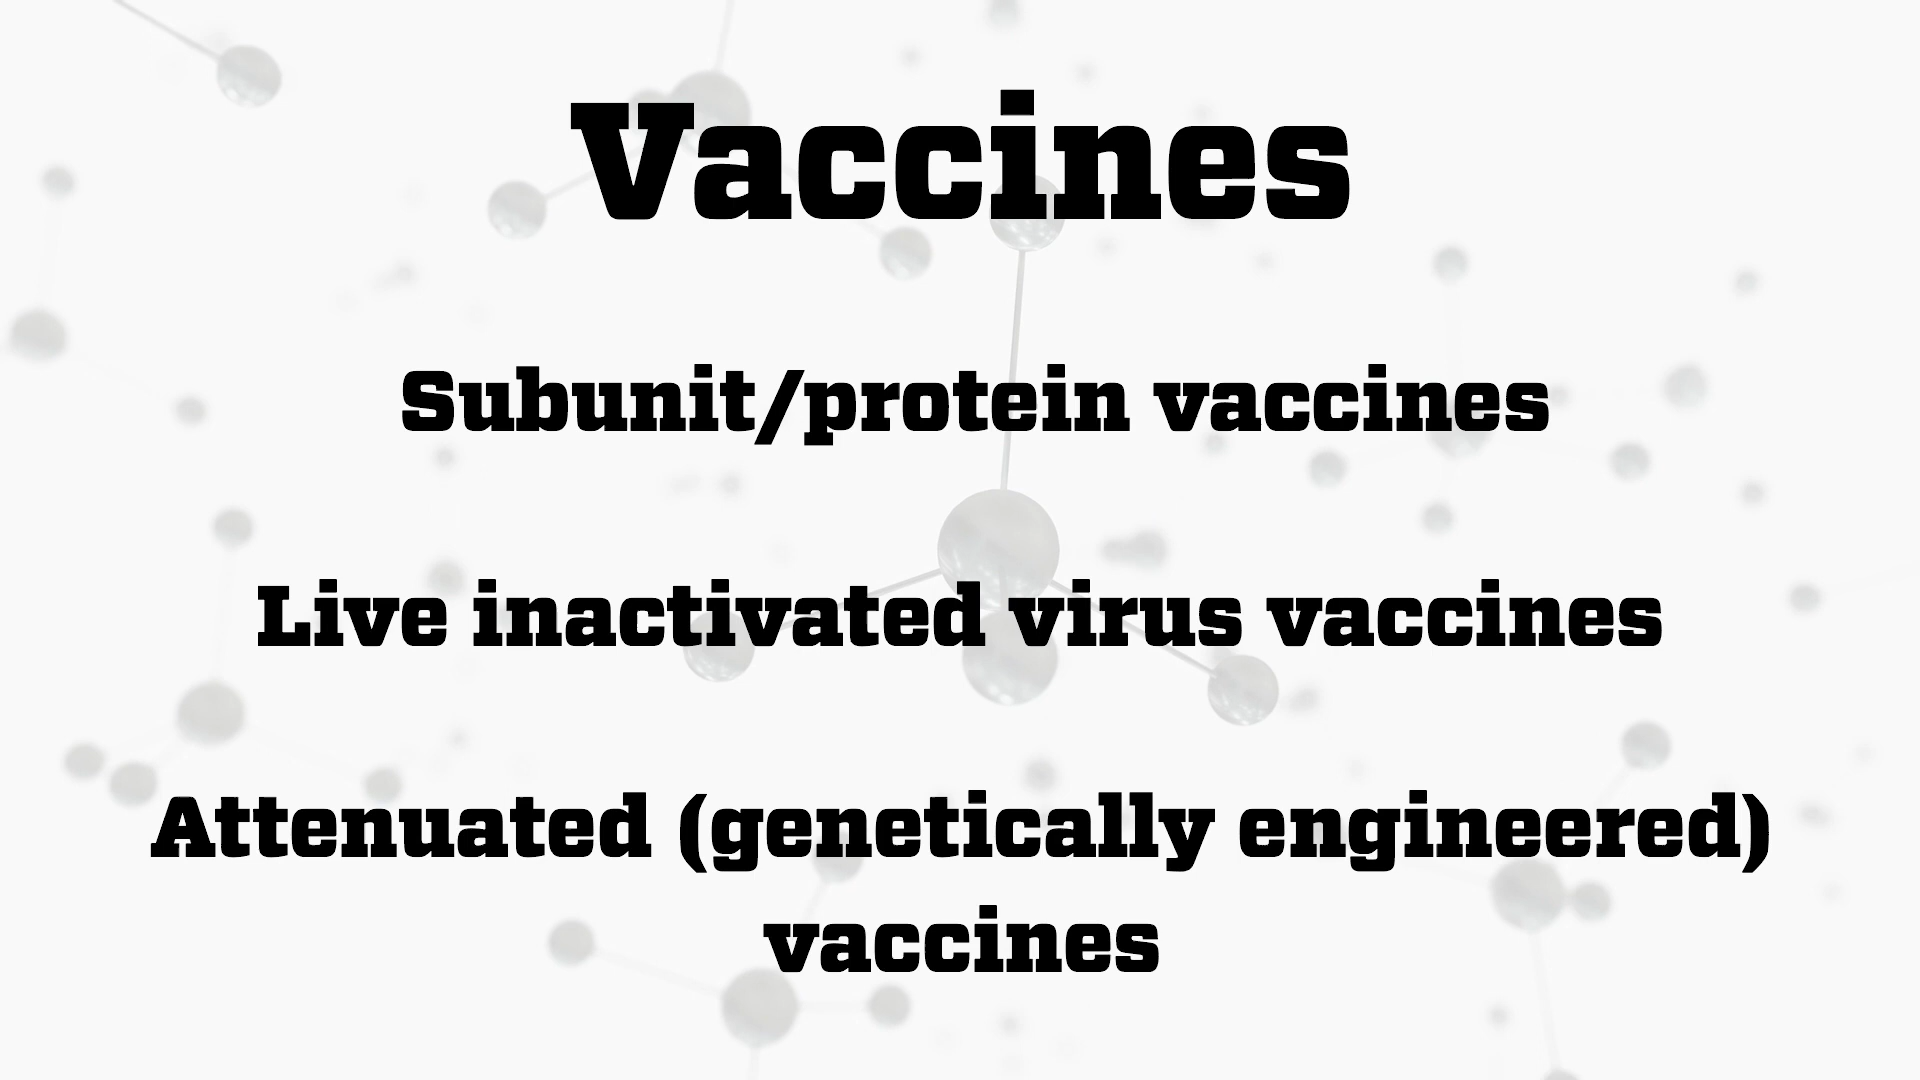 Vaccines
Subunit/protein vaccines
Live inactivated virus vaccines
Attenuated (genetically engineered)
vaccines